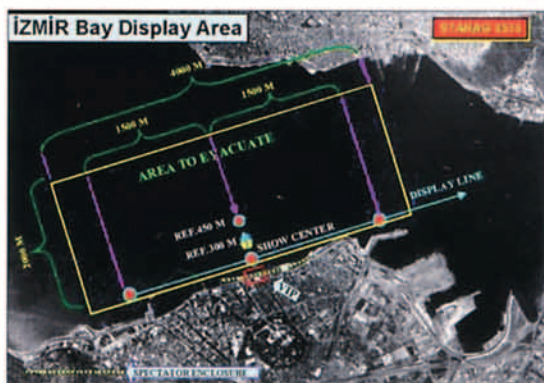 İZMİR Bay Display Area
4000 M
1500 M
1500 M
AREA TO EVACUATE
2000 M
REF.450 M
REF.300 M
SHOW CENTER
DISPLAY LINE
VIP
SPECTATOR ENCLOSURE